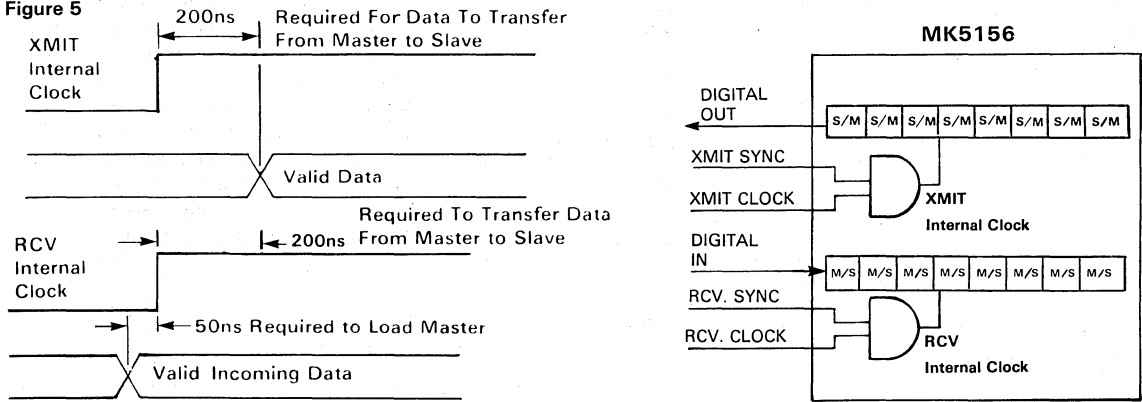 Figure 5
200ns
Required For Data To Transfer
From Master to Slave
XMIT
Internal
Clock
Valid Data
Required To Transfer Data
200ns From Master to Slave
RCV
Internal
Clock
50ns Required to Load Master
Valid Incoming Data
MK5156
DIGITAL
OUT
S/M S/M S/M S/M S/M S/M S/M S/M
XMIT SYNC
XMIT CLOCK
XMIT
Internal Clock
DIGITAL
IN
M/S M/S M/S M/S M/S M/S M/S M/S
RCV. SYNC
RCV. CLOCK
RCV
Internal Clock